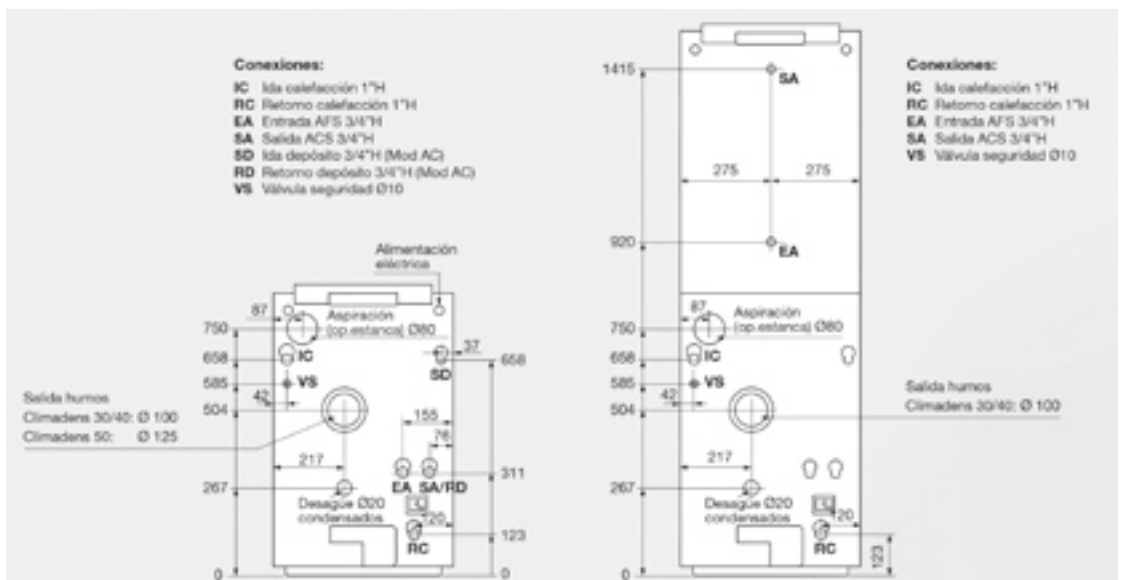 Conexiones:
IC Ida calefacción 1"H
RC Retorno calefacción 1"H
EA Entrada AFS 3/4"H
SA Salida ACS 3/4"H
SD Ida depósito 3/4"H (Mod AC)
RD Retorno depósito 3/4"H (Mod AC)
VS Válvula seguridad Ø10
Alimentación
eléctrica
87
Aspiración
(op.estanca) Ø80
750
658
585
504
267
0
IC
VS
42
37
SD
658
Salida humos
Climadens 30/40: Ø 100
Climadens 50: Ø 125
155
76
217
311
EA SA/RD
Desagüe Ø20
condensados
120
RC
123
0
Conexiones:
IC Ida calefacción 1"H
RC Retorno calefacción 1"H
EA Entrada AFS 3/4"H
SA Salida ACS 3/4"H
VS Válvula seguridad Ø10
1415
SA
275
275
920
EA
87
Aspiración
(op.estanca) Ø80
750
658
585
504
267
0
IC
VS
42
Salida humos
Climadens 30/40: Ø 100
217
Desagüe Ø20
condensados
120
RC
123